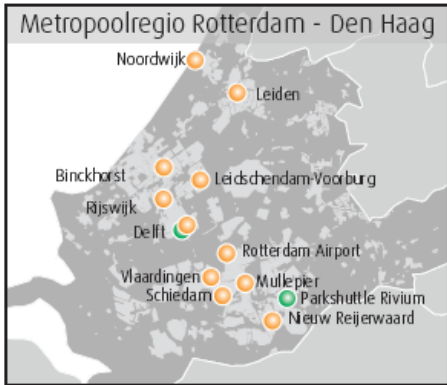 Metropoolregio Rotterdam - Den Haag
Noordwijk
Leiden
Binckhorst
Leidschendam-Voorburg
Rijswijk
Delft
Rotterdam-Airport
Vlaardingen
Mullepier
Schiedam
Parkshuttle Rivium
Nieuw Reijerwaard